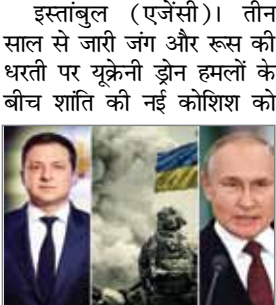 इस्तांबुल (एजेंसी)। तीन
साल से जारी जंग और रूस की
धरती पर यूक्रेनी ड्रोन हमलों के
बीच शांति की नई कोशिश को